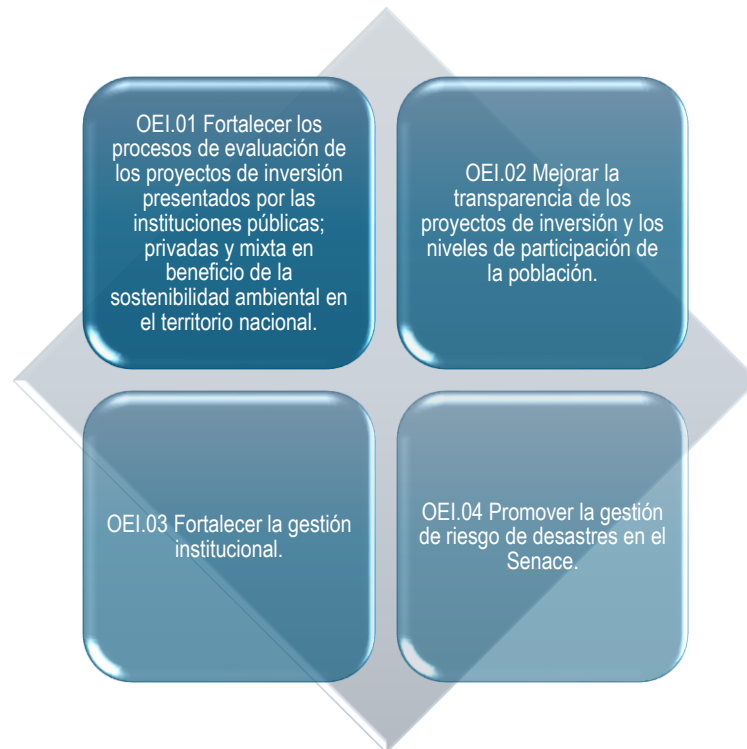 OEI.01 Fortalecer los
procesos de evaluación de
los proyectos de inversión
presentados por las
instituciones públicas;
privadas y mixta en
beneficio de la
sostenibilidad ambiental en
el territorio nacional.
OEI.02 Mejorar la
transparencia de los
proyectos de inversión y los
niveles de participación de
la población.
OEI.03 Fortalecer la gestión
institucional.
OEI.04 Promover la gestión
de riesgo de desastres en el
Senace.